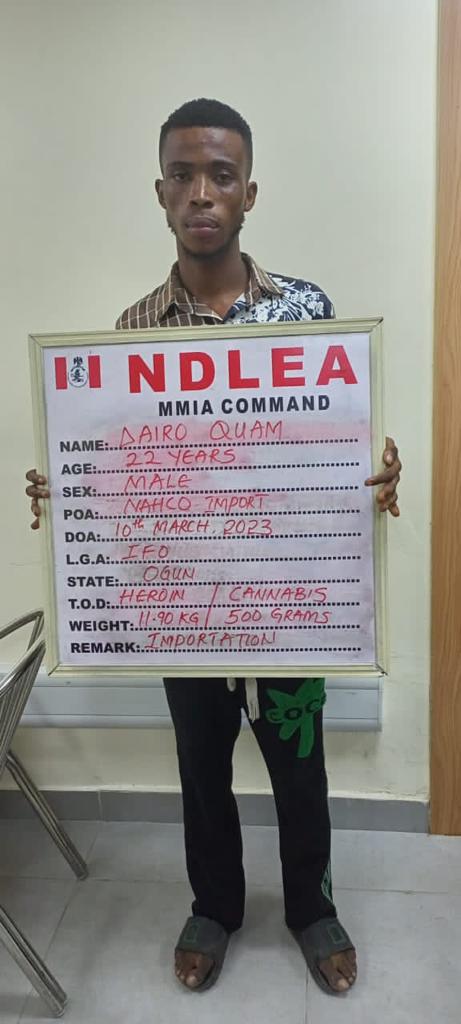 NDLEA
MMIA COMMAND
NAME: DAIRO QUAM
AGE: 22 YEARS
SEX: MALE
POA: NAHCO IMPORT
DOA: 10th MARCH, 2023
L.G.A: IFO
STATE: OGUN
T.O.D: HEROIN / CANNABIS
WEIGHT: 11.90 KG / 500 GRAMS
REMARK: IMPORTATION
COCO